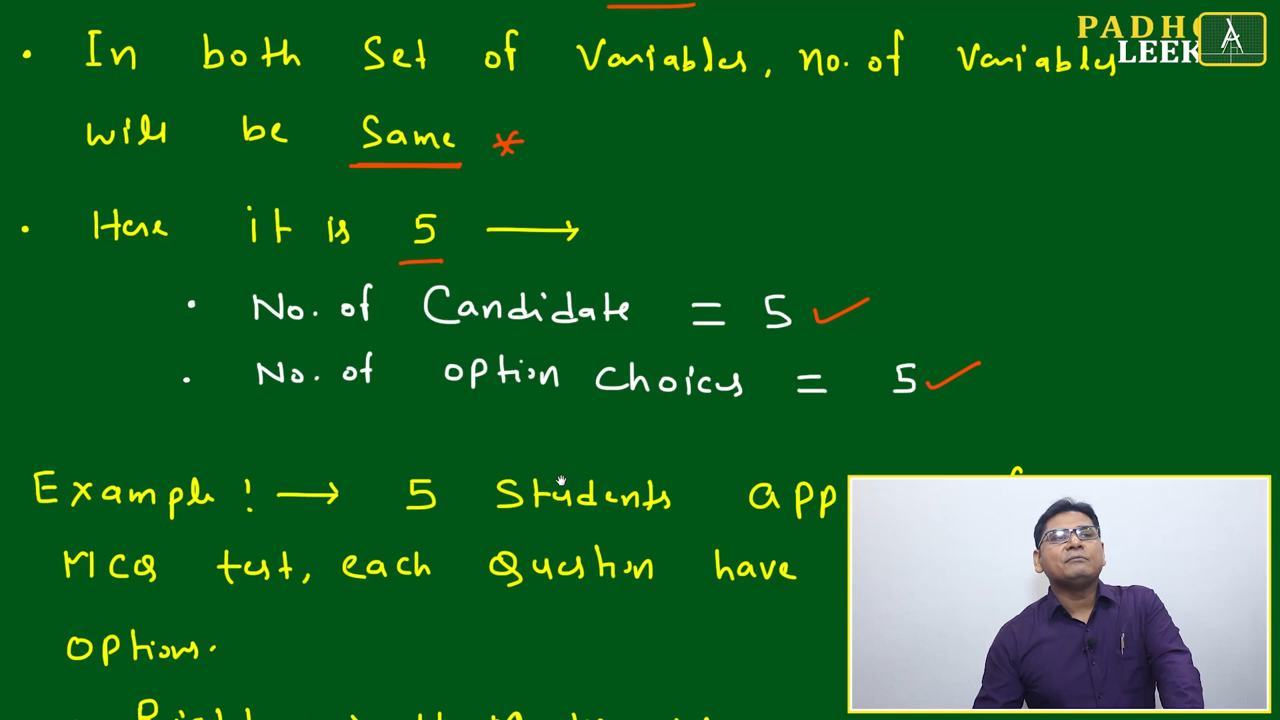 PADHO
LEEK
• In both Set of Variables, no. of variables
will be Same *
• Here it is 5 ⟶
• No. of Candidate = 5 ✓
• No. of option choices = 5 ✓
Example! ⟶ 5 Students app
MCQ test, each Question have
options.